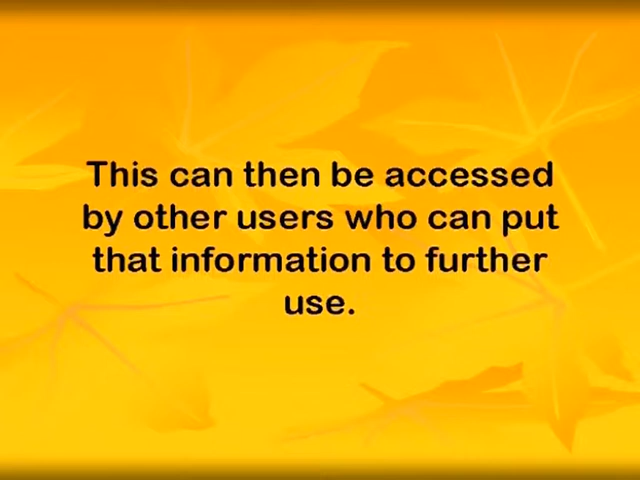 This can then be accessed
by other users who can put
that information to further
use.